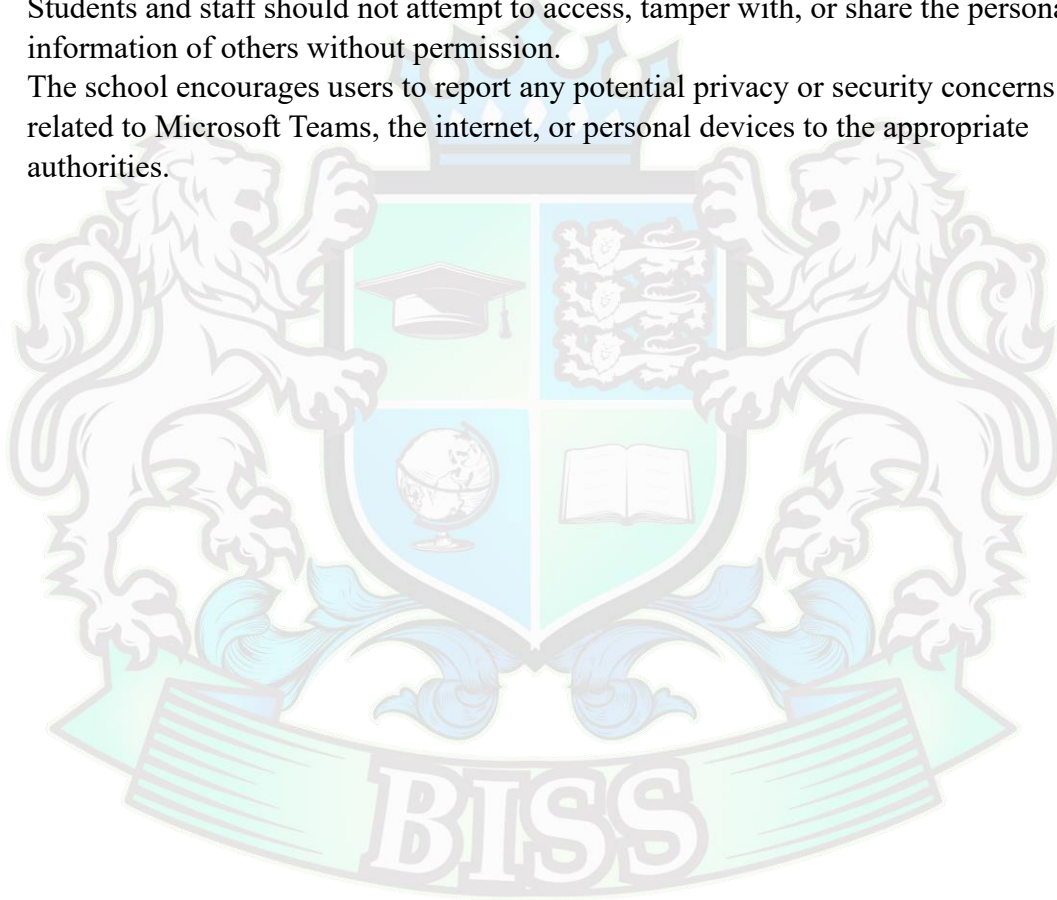 Students and staff should not attempt to access, tamper with, or share the persona
information of others without permission.
The school encourages users to report any potential privacy or security concerns
related to Microsoft Teams, the internet, or personal devices to the appropriate
authorities.
BISS